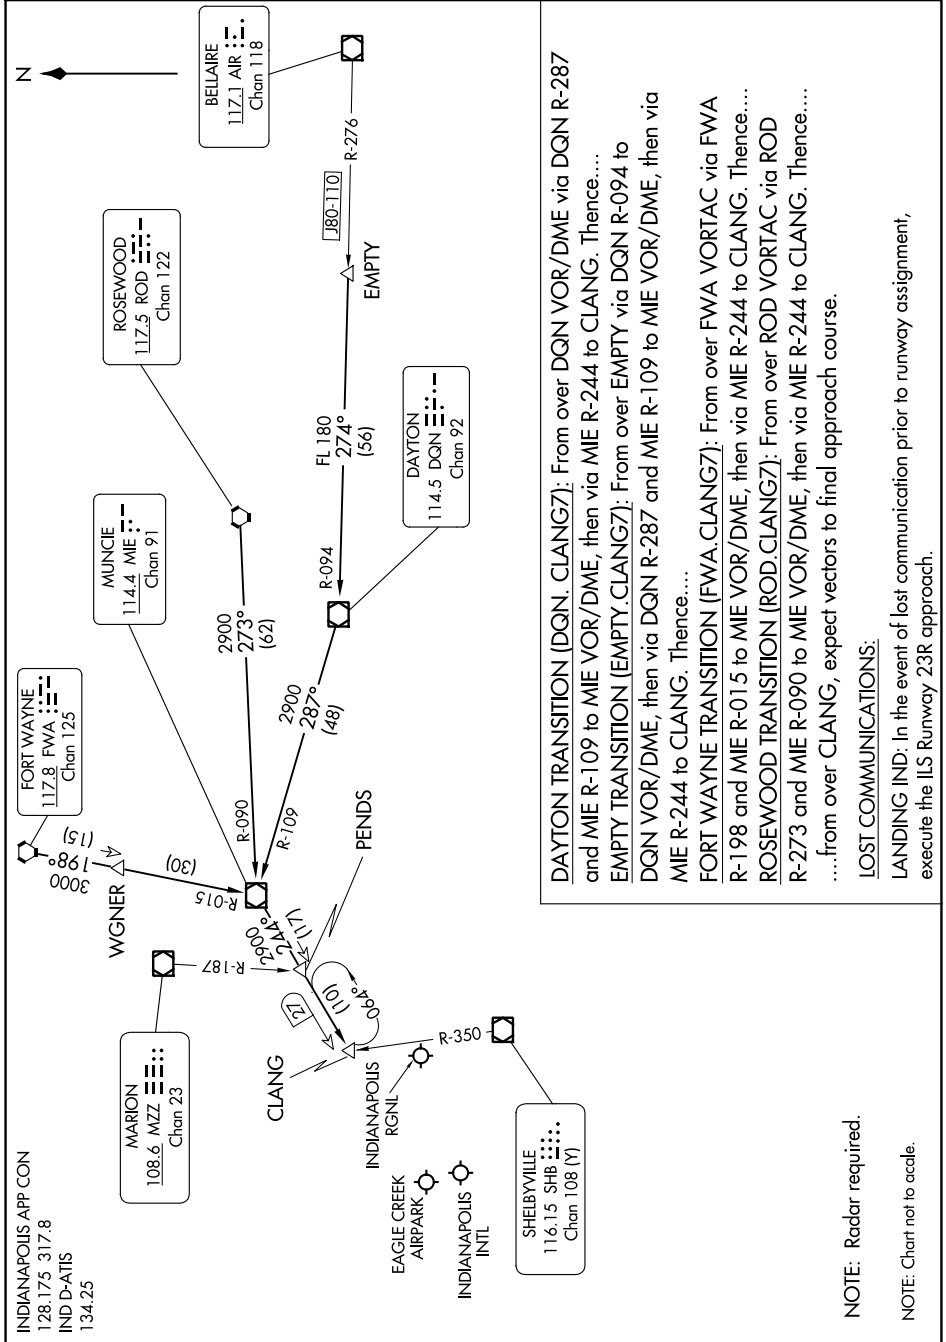 INDIANAPOLIS APP CON
128.175 317.8
IND D-ATIS
134.25
N
FORT WAYNE
117.8 FWA
Chan 125
MUNCIE
114.4 MIE
Chan 91
ROSEWOOD
117.5 ROD
Chan 122
BELLAIRE
117.1 AIR
Chan 118
MARION
108.6 MZZ
Chan 23
DAYTON
114.5 DQN
Chan 92
SHELBYVILLE
116.15 SHB
Chan 108 (Y)
3000
198°
(15)
WGNER
(30)
R-015
R-090
2900
273°
(62)
R-109
2900
287°
(48)
R-094
FL 180
274°
(56)
EMPTY
J80-110
R-276
R-187
2600
244°
(17)
PENDS
27
(10)
064°
CLANG
R-350
INDIANAPOLIS
RGNL
EAGLE CREEK
AIRPARK
INDIANAPOLIS
INTL
NOTE: Radar required.
NOTE: Chart not to acale.
DAYTON TRANSITION (DQN. CLANG7): From over DQN VOR/DME via DQN R-287
and MIE R-109 to MIE VOR/DME, then via MIE R-244 to CLANG. Thence....
EMPTY TRANSITION (EMPTY.CLANG7): From over EMPTY via DQN R-094 to
DQN VOR/DME, then via DQN R-287 and MIE R-109 to MIE VOR/DME, then via
MIE R-244 to CLANG. Thence....
FORT WAYNE TRANSITION (FWA.CLANG7): From over FWA VORTAC via FWA
R-198 and MIE R-015 to MIE VOR/DME, then via MIE R-244 to CLANG. Thence....
ROSEWOOD TRANSITION (ROD.CLANG7): From over ROD VORTAC via ROD
R-273 and MIE R-090 to MIE VOR/DME, then via MIE R-244 to CLANG. Thence....
....from over CLANG, expect vectors to final approach course.
LOST COMMUNICATIONS:
LANDING IND: In the event of lost communication prior to runway assignment,
execute the ILS Runway 23R approach.